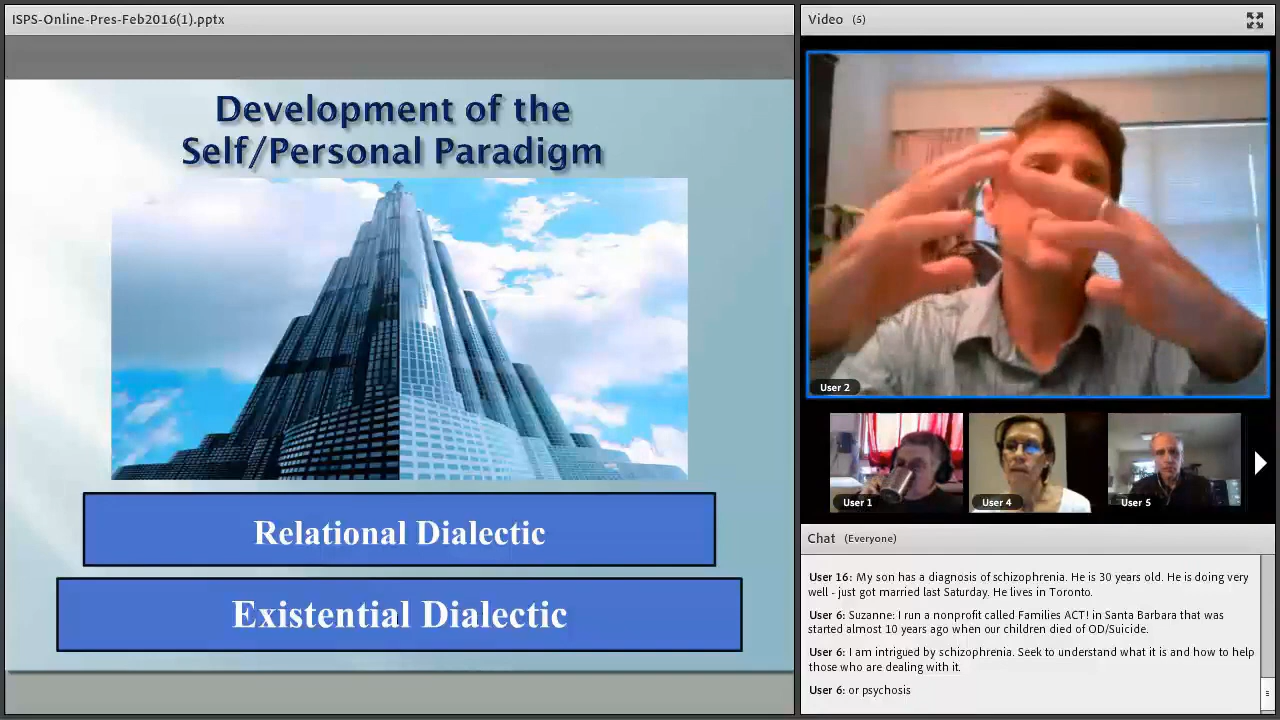 ISPS-Online-Pres-Feb2016(1).pptx
Development of the
Self/Personal Paradigm
Relational Dialectic
Existential Dialectic
Video (5)
User 2
User 1
User 4
User 5
Chat (Everyone)
User 16: My son has a diagnosis of schizophrenia. He is 30 years old. He is doing very
well - just got married last Saturday. He lives in Toronto.
User 6: Suzanne: I run a nonprofit called Families ACT! in Santa Barbara that was
started almost 10 years ago when our children died of OD/Suicide.
User 6: I am intrigued by schizophrenia. Seek to understand what it is and how to help
those who are dealing with it.
User 6: or psychosis